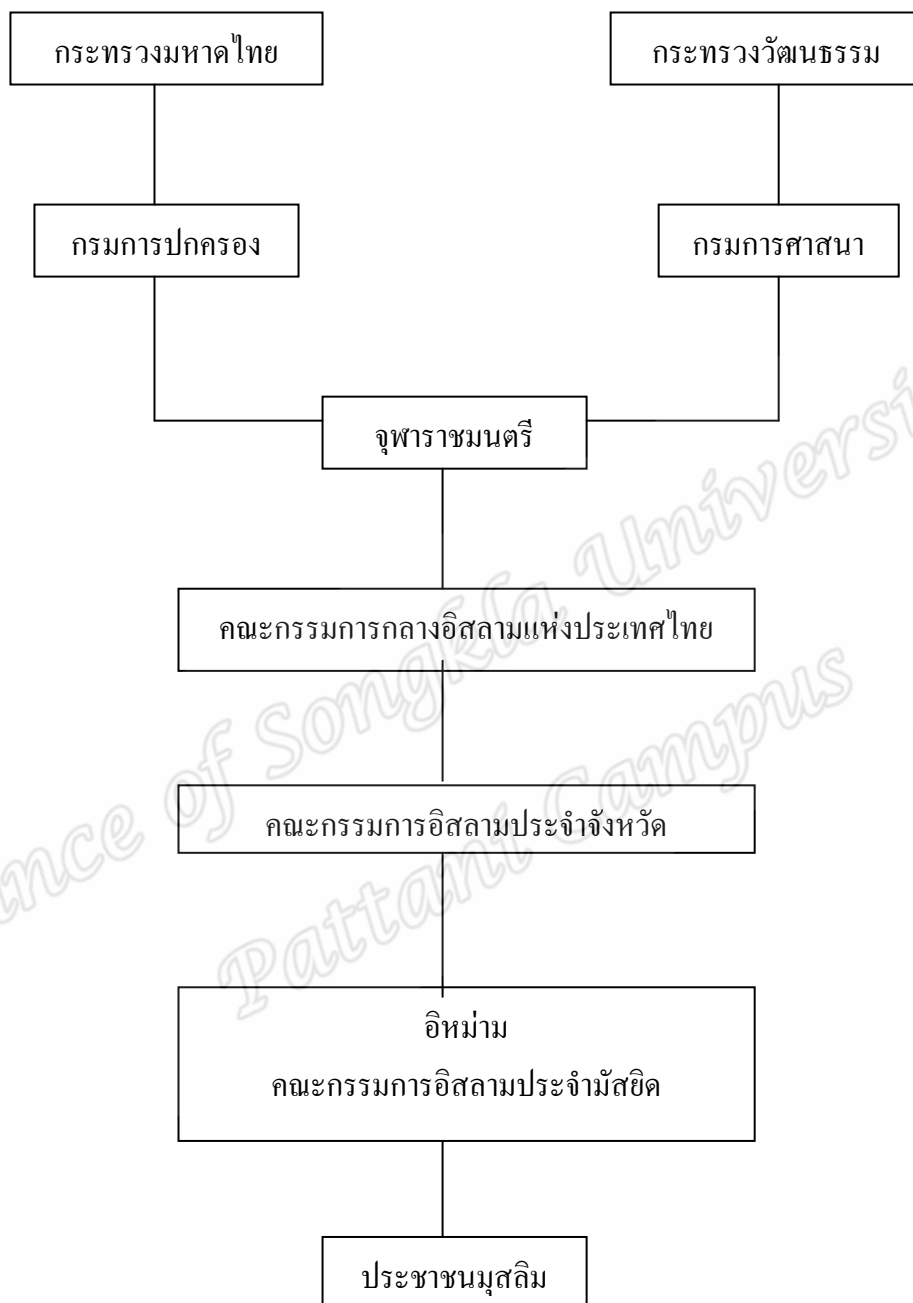 กระทรวงมหาดไทย
กระทรวงวัฒนธรรม
กรมการปกครอง
กรมการศาสนา
จุฬาราชมนตรี
คณะกรรมการกลางอิสลามแห่งประเทศไทย
คณะกรรมการอิสลามประจำจังหวัด
อิหม่าม
คณะกรรมการอิสลามประจำมัสยิด
ประชาชนมุสลิม
of Songkla
Pattani Campus